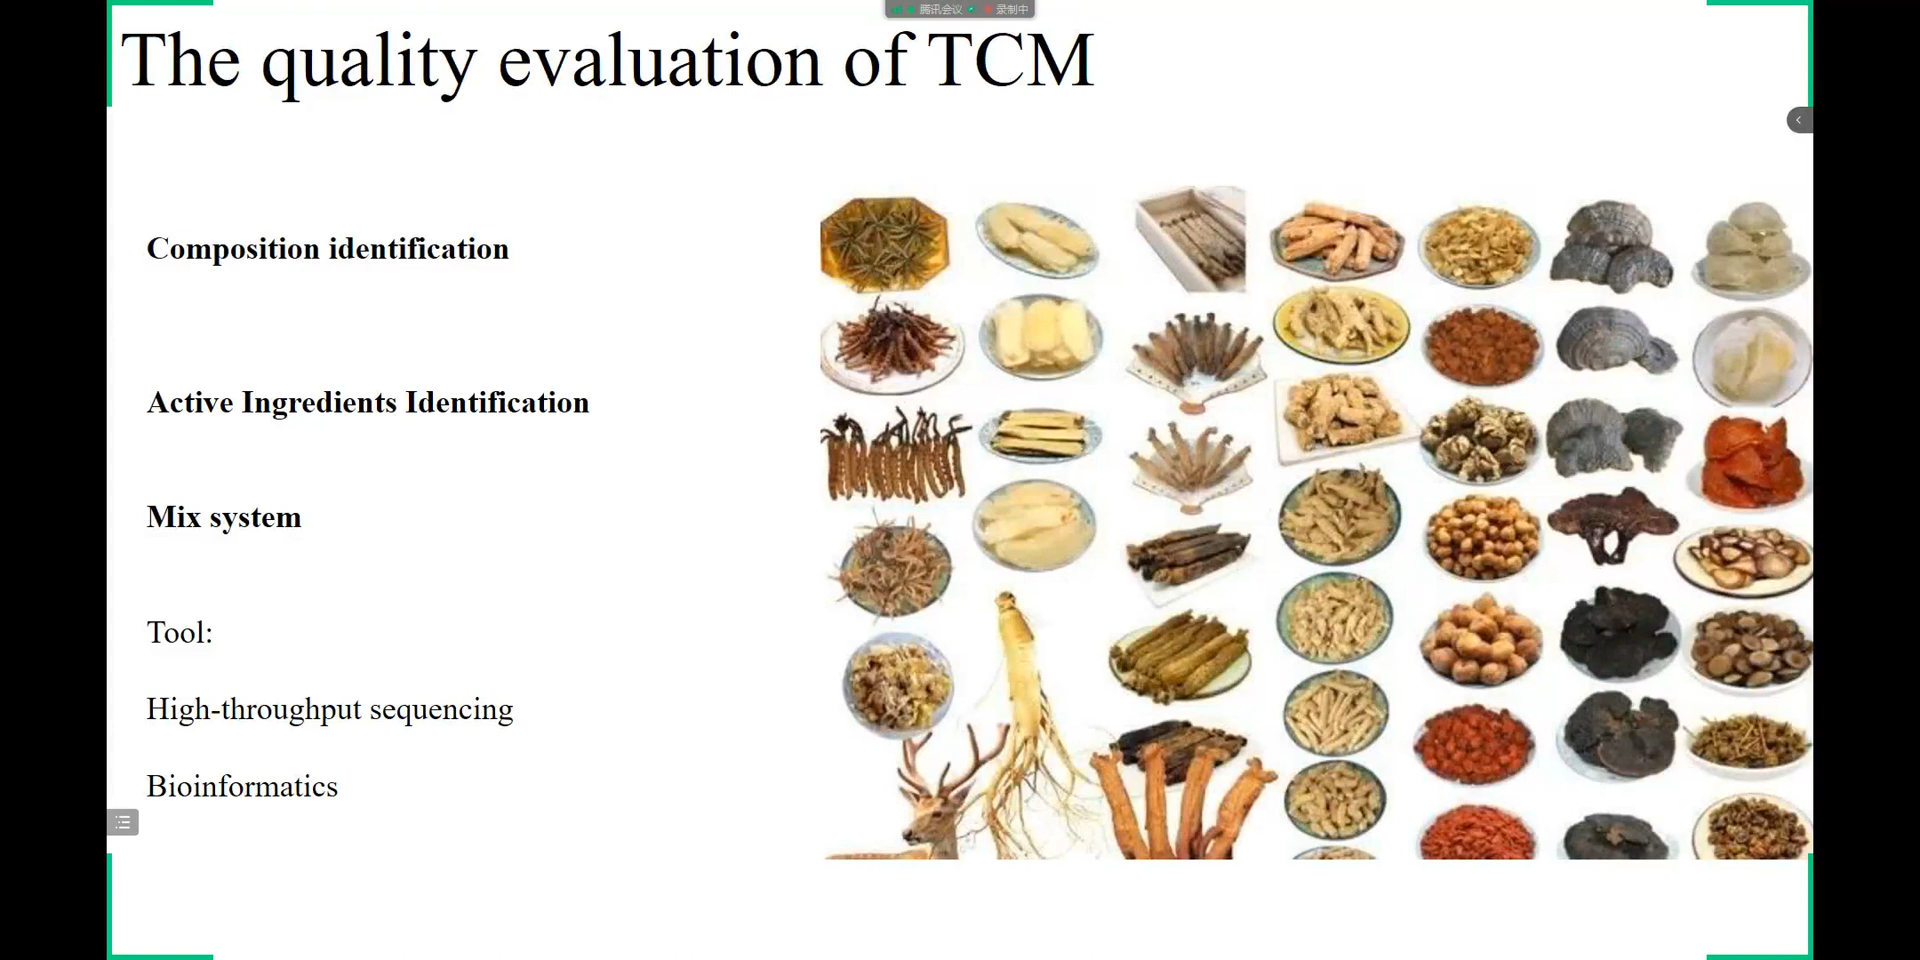 腾讯会议 录制中
The quality evaluation of TCM
Composition identification
Active Ingredients Identification
Mix system
Tool:
High-throughput sequencing
Bioinformatics